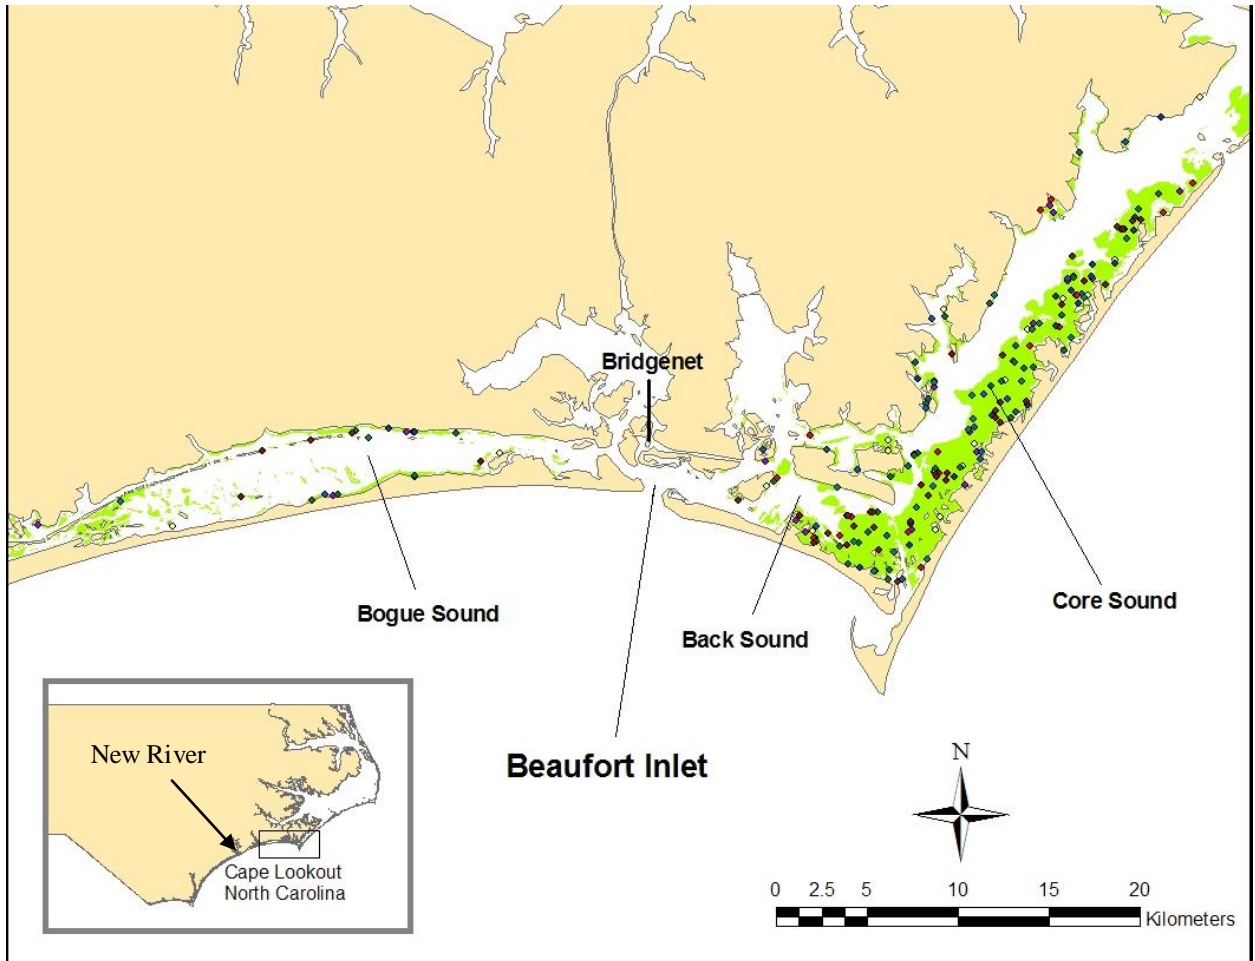 Bridgenet
Bogue Sound
Back Sound
Core Sound
Beaufort Inlet
New River
Cape Lookout
North Carolina
N
0 2.5 5 10 15 20
Kilometers